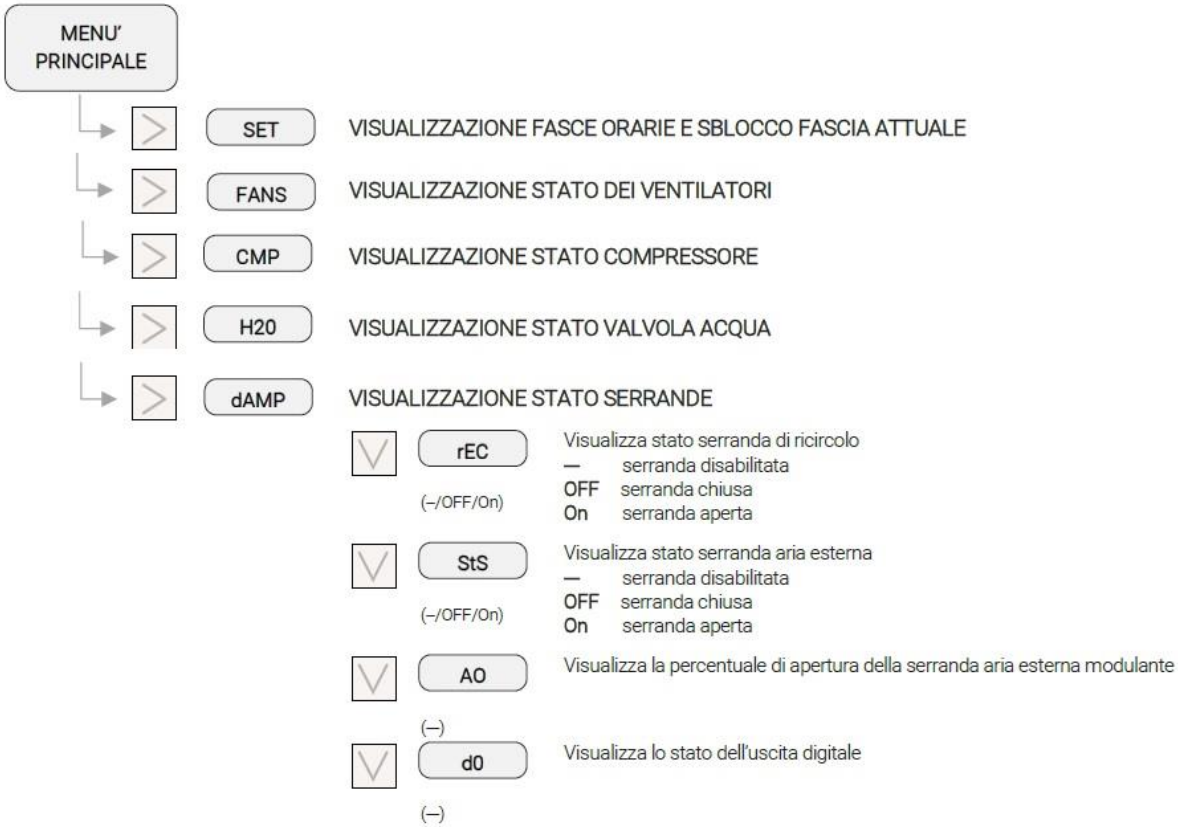 MENU’
PRINCIPALE
SET VISUALIZZAZIONE FASCE ORARIE E SBLOCCO FASCIA ATTUALE
FANS VISUALIZZAZIONE STATO DEI VENTILATORI
CMP VISUALIZZAZIONE STATO COMPRESSORE
H20 VISUALIZZAZIONE STATO VALVOLA ACQUA
dAMP VISUALIZZAZIONE STATO SERRANDE
rEC Visualizza stato serranda di ricircolo
— serranda disabilitata
OFF serranda chiusa
(–/OFF/On)
On serranda aperta
StS Visualizza stato serranda aria esterna
— serranda disabilitata
OFF serranda chiusa
(–/OFF/On)
On serranda aperta
AO Visualizza la percentuale di apertura della serranda aria esterna modulante
(—)
d0 Visualizza lo stato dell’uscita digitale
(—)